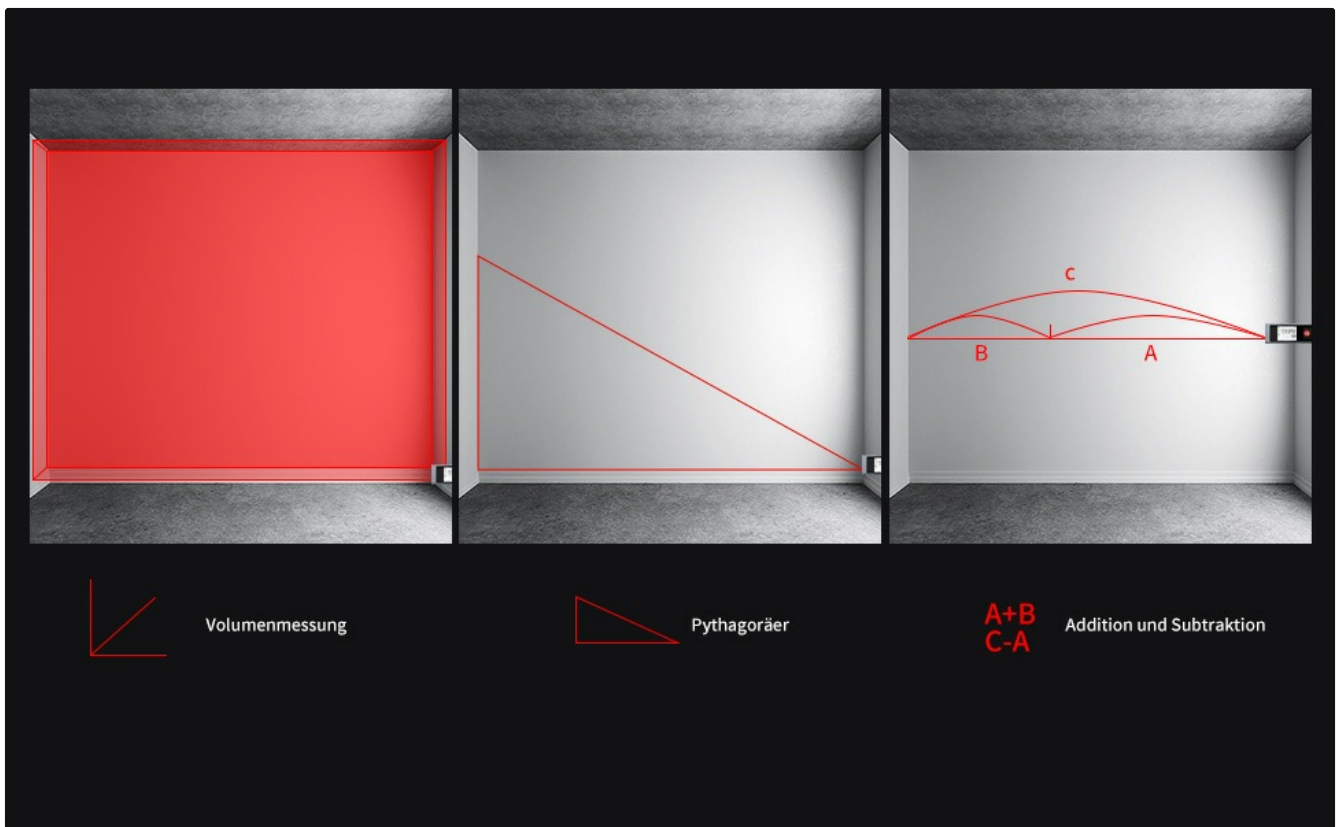 C
B
A
Volumenmessung
Pythagoräer
A+B
C-A
Addition und Subtraktion